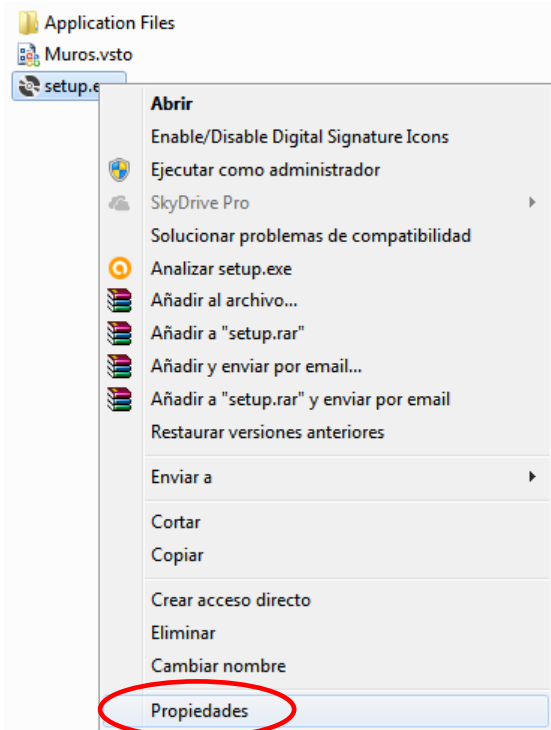 Application Files
Muros.vsto
setup.e
Abrir
Enable/Disable Digital Signature Icons
Ejecutar como administrador
SkyDrive Pro
Solucionar problemas de compatibilidad
Analizar setup.exe
Añadir al archivo...
Añadir a "setup.rar"
Añadir y enviar por email...
Añadir a "setup.rar" y enviar por email
Restaurar versiones anteriores
Enviar a
Cortar
Copiar
Crear acceso directo
Eliminar
Cambiar nombre
Propiedades